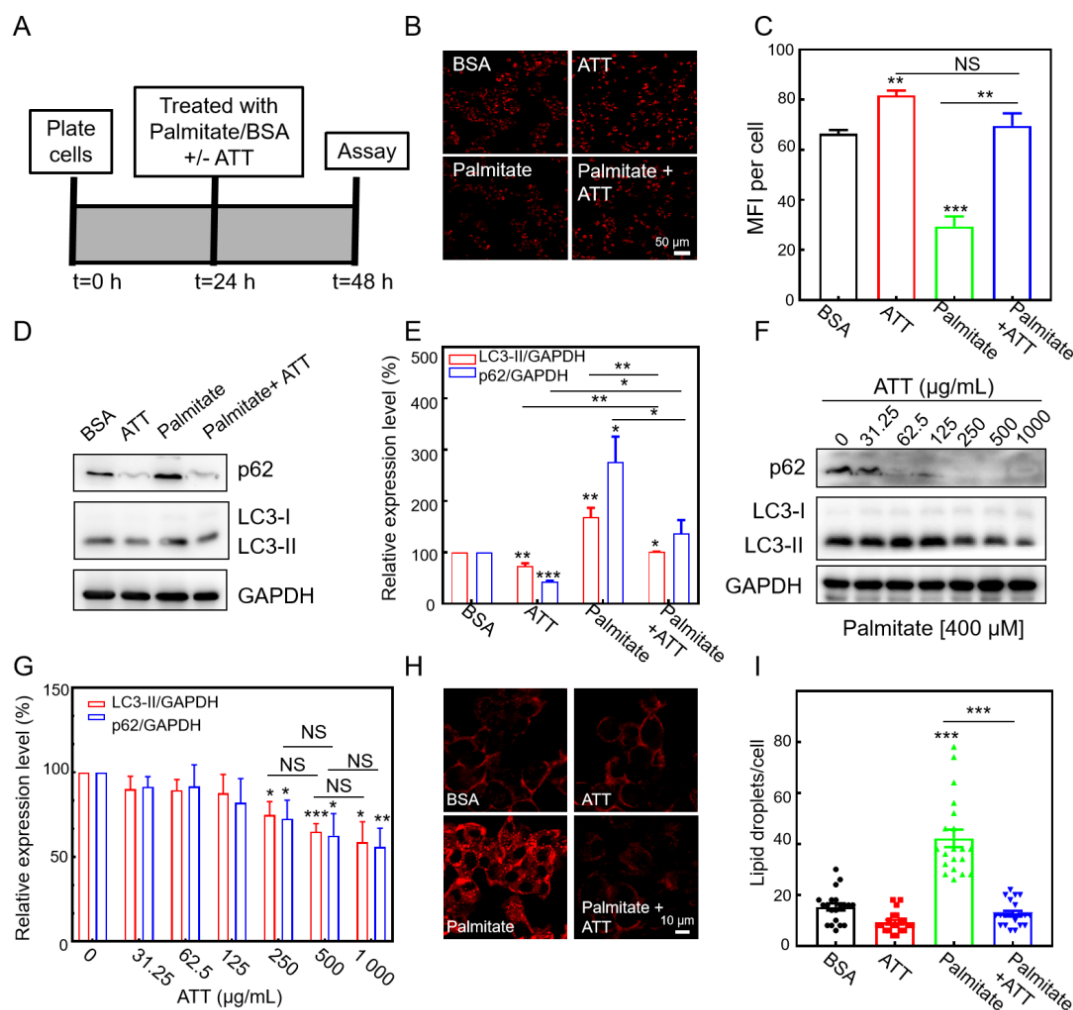 A
Plate
cells
Treated with
Palmitate/BSA
+/- ATT
Assay
t=0 h
t=24 h
t=48 h
B
BSA
ATT
Palmitate
Palmitate +
ATT
50 µm
C
MFI per cell
100
80
60
40
20
0
**
***
NS
**
BSA
ATT
Palmitate
Palmitate
+ATT
D
BSA
ATT
Palmitate
Palmitate+ ATT
p62
LC3-I
LC3-II
GAPDH
E
Relative expression level (%)
500
400
300
200
100
0
LC3-II/GAPDH
p62/GAPDH
**
*
**
*
**
***
**
*
*
BSA
ATT
Palmitate
Palmitate
+ATT
F
ATT (µg/mL)
0
31.25
62.5
125
250
500
1000
p62
LC3-I
LC3-II
GAPDH
Palmitate [400 µM]
G
Relative expression level (%)
150
100
50
0
LC3-II/GAPDH
p62/GAPDH
NS
NS
NS
NS
*
*
***
*
*
**
0
31.25
62.5
125
250
500
1 000
ATT (µg/mL)
H
BSA
ATT
Palmitate
Palmitate +
ATT
10 µm
I
Lipid droplets/cell
80
60
40
20
0
***
***
BSA
ATT
Palmitate
Palmitate
+ATT